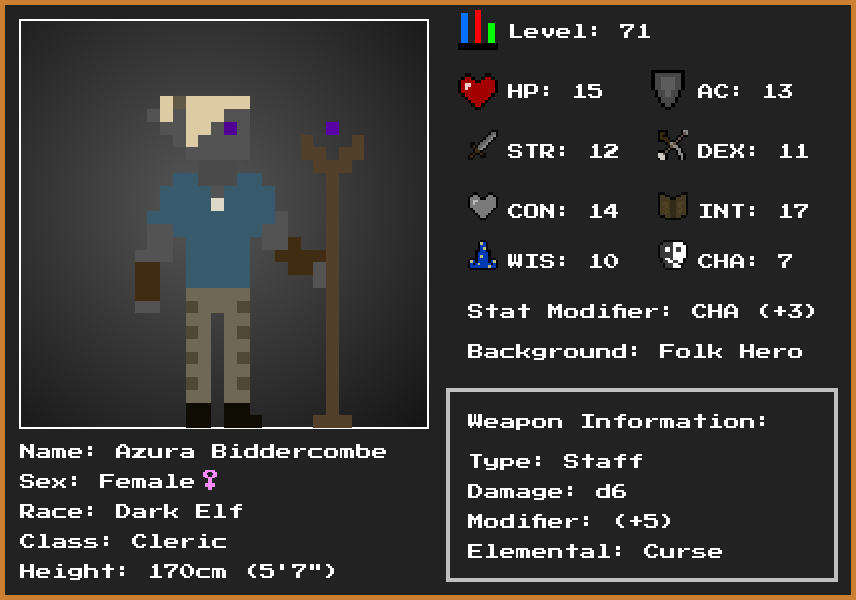 Level: 71
HP: 15
AC: 13
STR: 12
DEX: 11
CON: 14
INT: 17
WIS: 10
CHA: 7
Stat Modifier: CHA (+3)
Background: Folk Hero
Weapon Information:
Type: Staff
Damage: d6
Modifier: (+5)
Elemental: Curse
Name: Azura Biddercombe
Sex: Female♀
Race: Dark Elf
Class: Cleric
Height: 170cm (5'7")